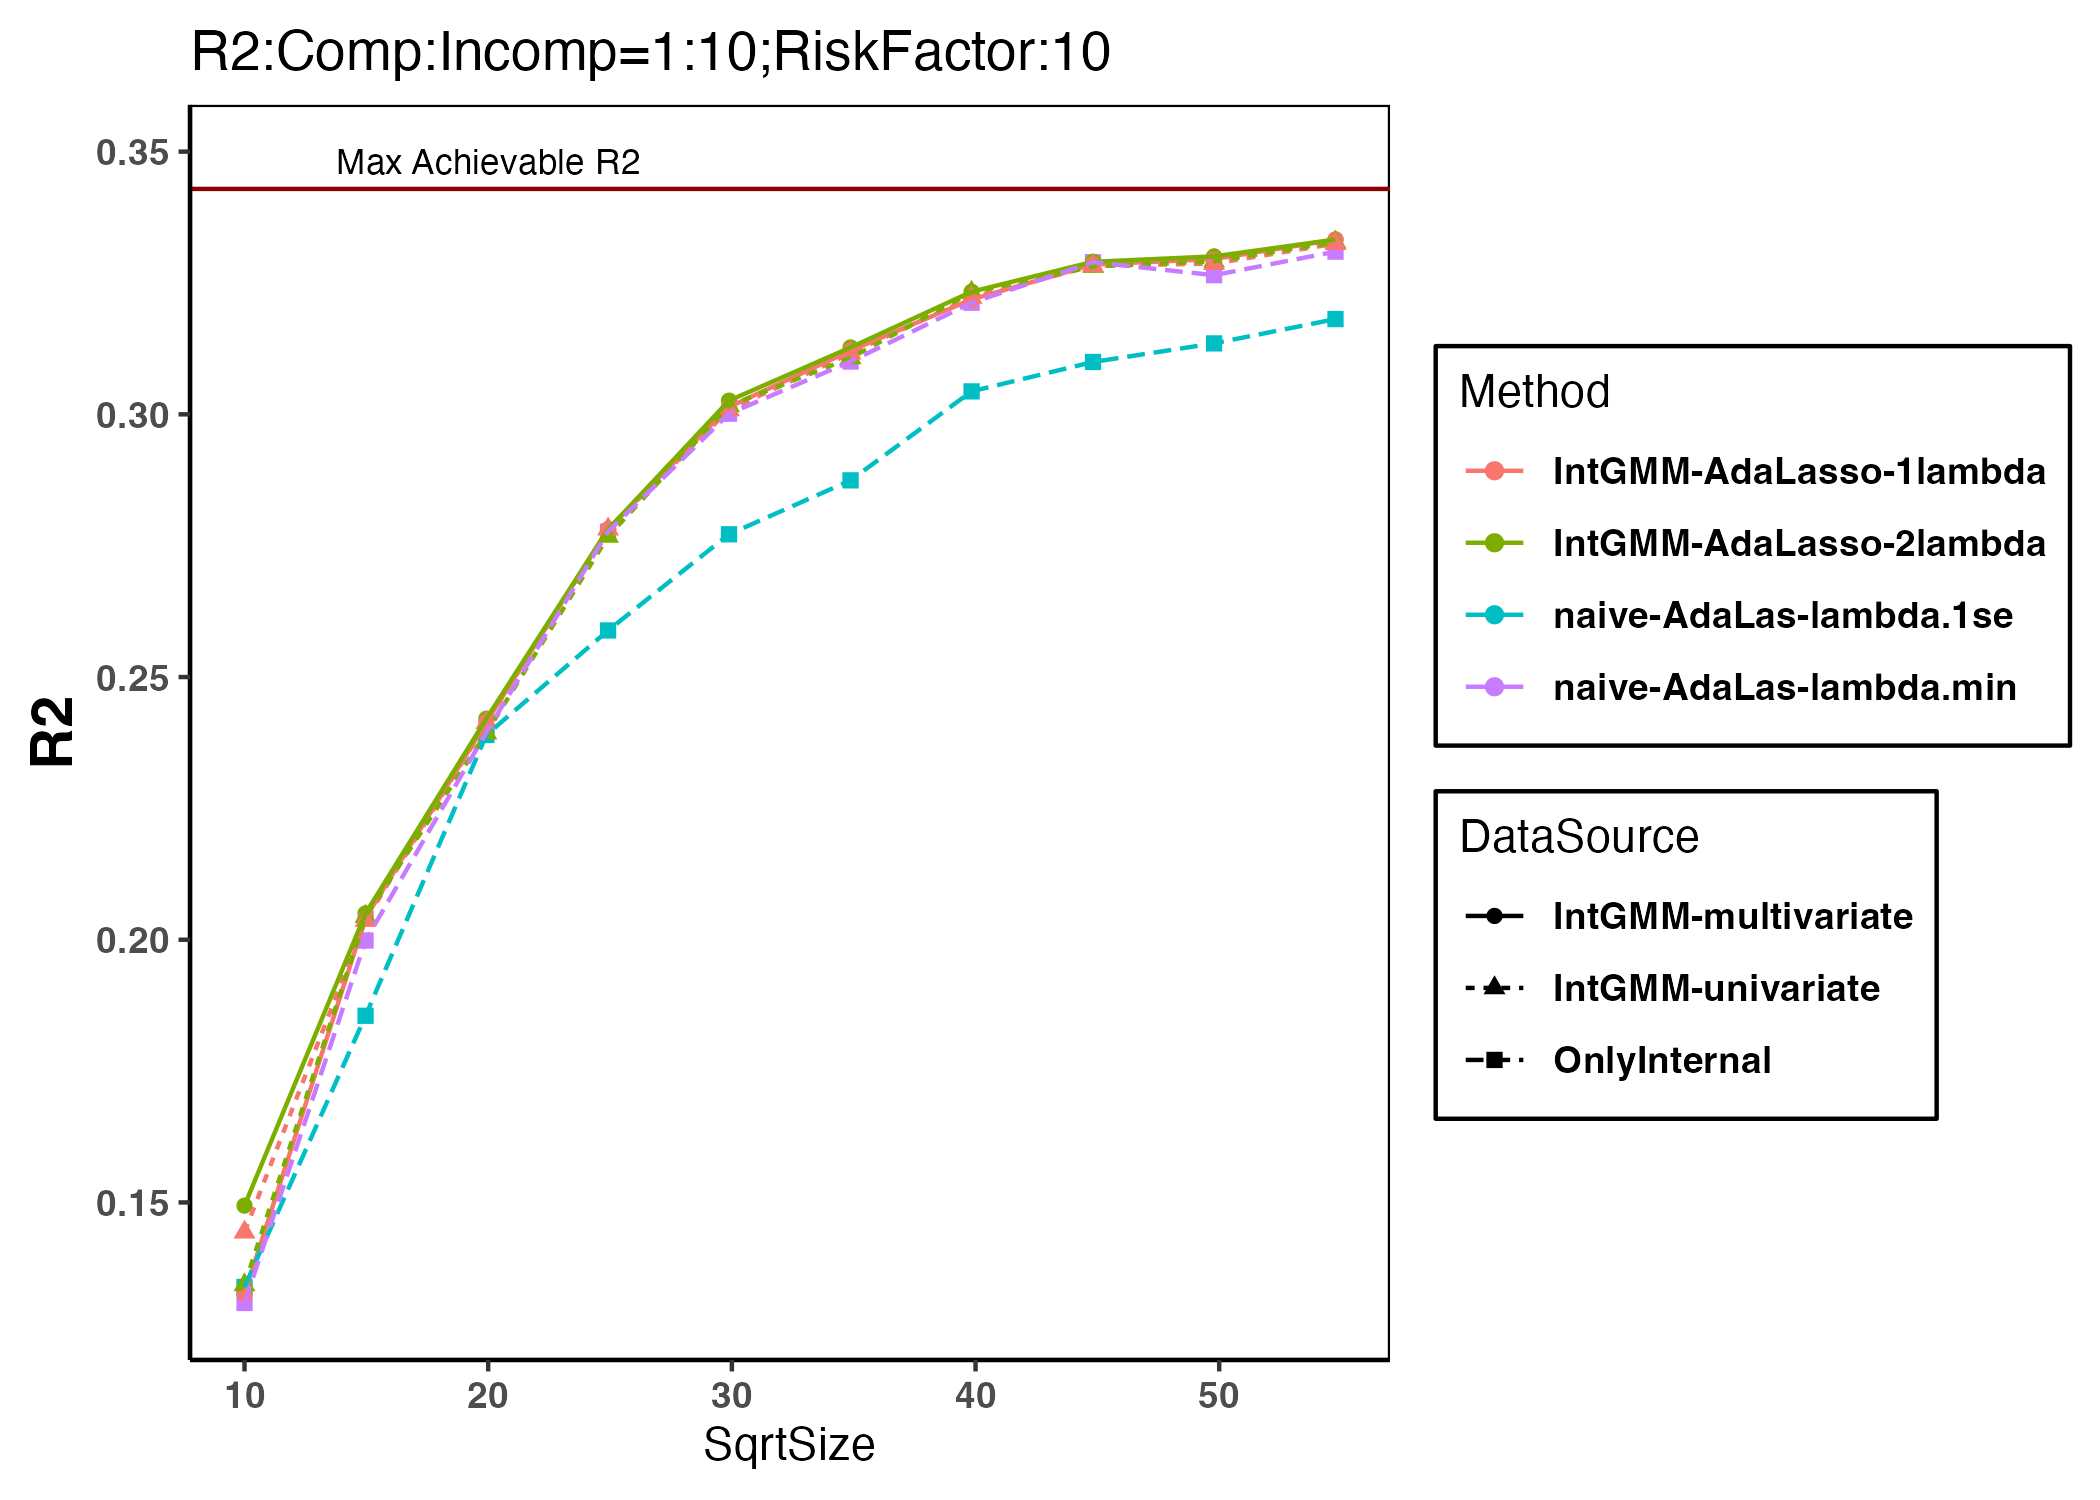 R2:Comp:Incomp=1:10;RiskFactor:10
0.35
0.30
0.25
0.20
0.15
R2
Max Achievable R2
10 20 30 40 50
SqrtSize
Method
IntGMM-AdaLasso-1lambda
IntGMM-AdaLasso-2lambda
naive-AdaLas-lambda.1se
naive-AdaLas-lambda.min
DataSource
IntGMM-multivariate
IntGMM-univariate
OnlyInternal